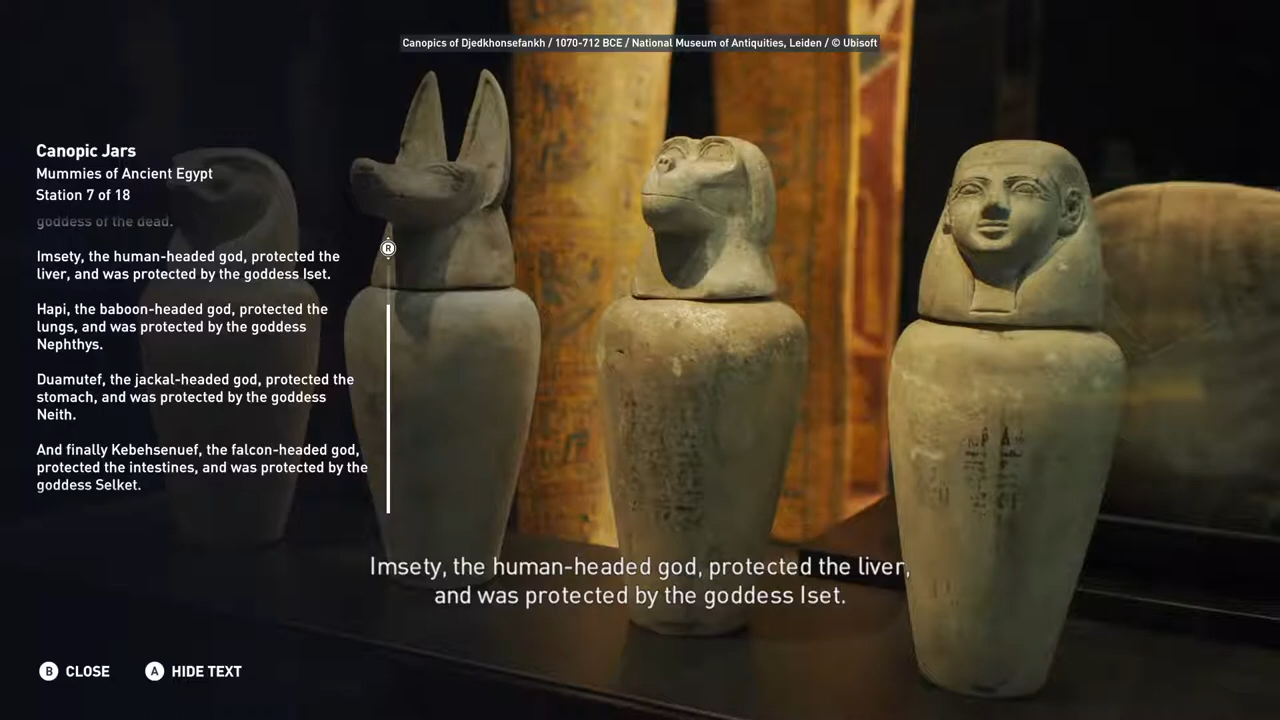 Canopics of Djedkhonsefankh / 1070-712 BCE / National Museum of Antiquities, Leiden / © Ubisoft
Canopic Jars
Mummies of Ancient Egypt
Station 7 of 18
goddess of the dead.
Imsety, the human-headed god, protected the
liver, and was protected by the goddess Iset.
Hapi, the baboon-headed god, protected the
lungs, and was protected by the goddess
Nephthys.
Duamutef, the jackal-headed god, protected the
stomach, and was protected by the goddess
Neith.
And finally Kebehsenuef, the falcon-headed god,
protected the intestines, and was protected by the
goddess Selket.
R
Imsety, the human-headed god, protected the liver,
and was protected by the goddess Iset.
B CLOSE A HIDE TEXT